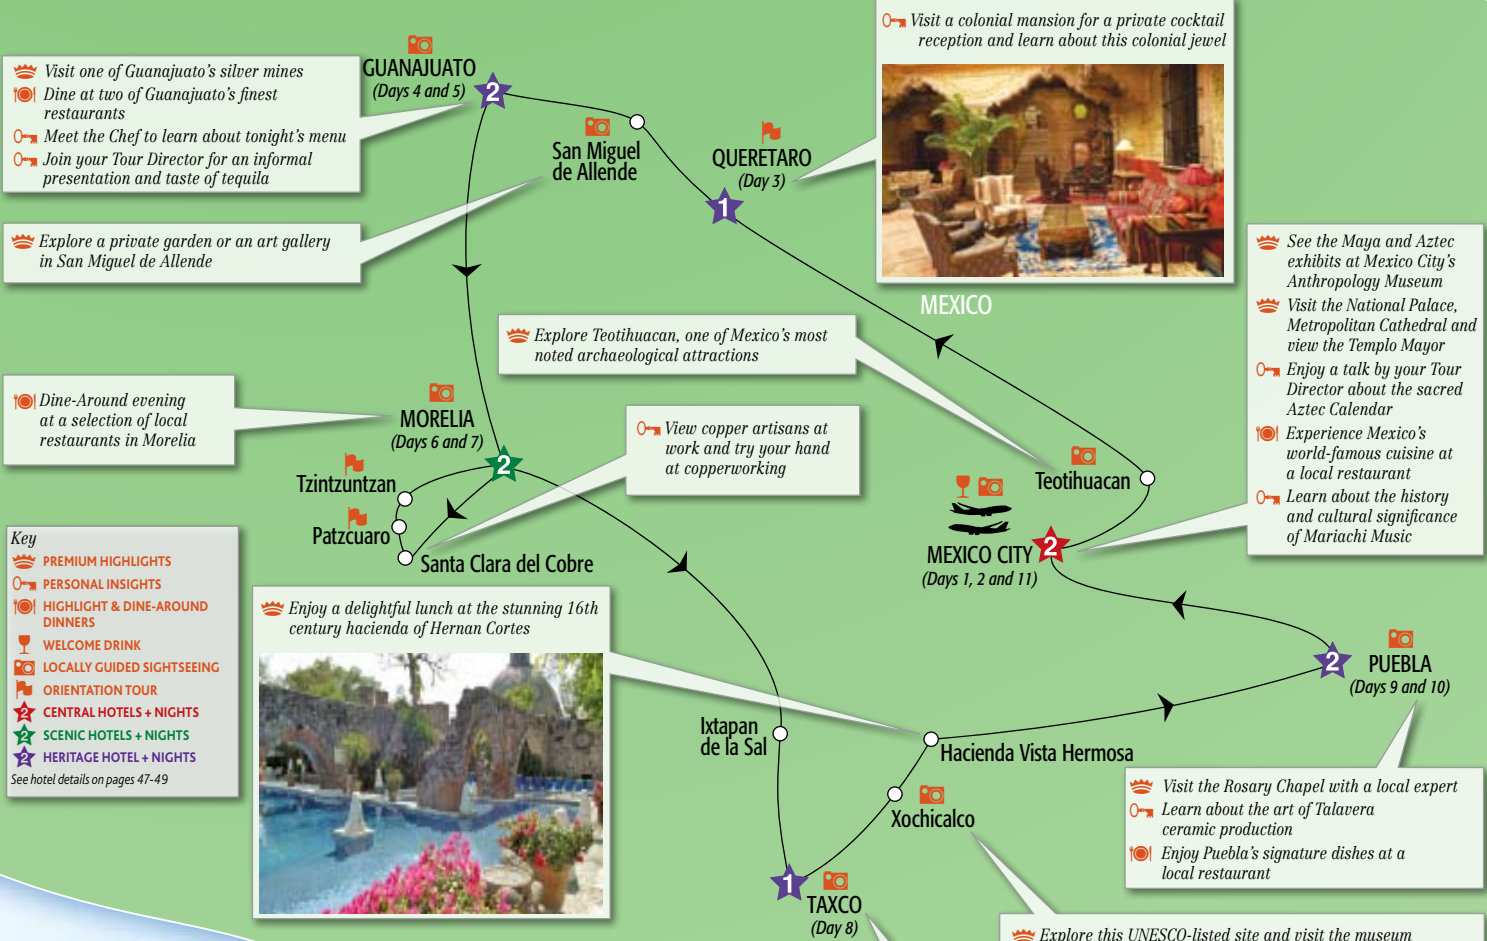 Visit a colonial mansion for a private cocktail
reception and learn about this colonial jewel
GUANAJUATO
(Days 4 and 5)
2
Visit one of Guanajuato's silver mines
Dine at two of Guanajuato's finest
restaurants
Meet the Chef to learn about tonight's menu
Join your Tour Director for an informal
presentation and taste of tequila
San Miguel
de Allende
QUERETARO
(Day 3)
1
Explore a private garden or an art gallery
in San Miguel de Allende
MEXICO
See the Maya and Aztec
exhibits at Mexico City's
Anthropology Museum
Visit the National Palace,
Metropolitan Cathedral and
view the Templo Mayor
Enjoy a talk by your Tour
Director about the sacred
Aztec Calendar
Experience Mexico's
world-famous cuisine at
a local restaurant
Learn about the history
and cultural significance
of Mariachi Music
Explore Teotihuacan, one of Mexico's most
noted archaeological attractions
Dine-Around evening
at a selection of local
restaurants in Morelia
MORELIA
(Days 6 and 7)
2
View copper artisans at
work and try your hand
at copperworking
Tzintzuntzan
Patzcuaro
Santa Clara del Cobre
Teotihuacan
MEXICO CITY
(Days 1, 2 and 11)
2
Key
PREMIUM HIGHLIGHTS
PERSONAL INSIGHTS
HIGHLIGHT & DINE-AROUND
DINNERS
WELCOME DRINK
LOCALLY GUIDED SIGHTSEEING
ORIENTATION TOUR
2 CENTRAL HOTELS + NIGHTS
2 SCENIC HOTELS + NIGHTS
2 HERITAGE HOTEL + NIGHTS
See hotel details on pages 47-49
Enjoy a delightful lunch at the stunning 16th
century hacienda of Hernan Cortes
2
PUEBLA
(Days 9 and 10)
Ixtapan
de la Sal
Hacienda Vista Hermosa
Xochicalco
Visit the Rosary Chapel with a local expert
Learn about the art of Talavera
ceramic production
Enjoy Puebla's signature dishes at a
local restaurant
1
TAXCO
(Day 8)
Explore this UNESCO-listed site and visit the museum